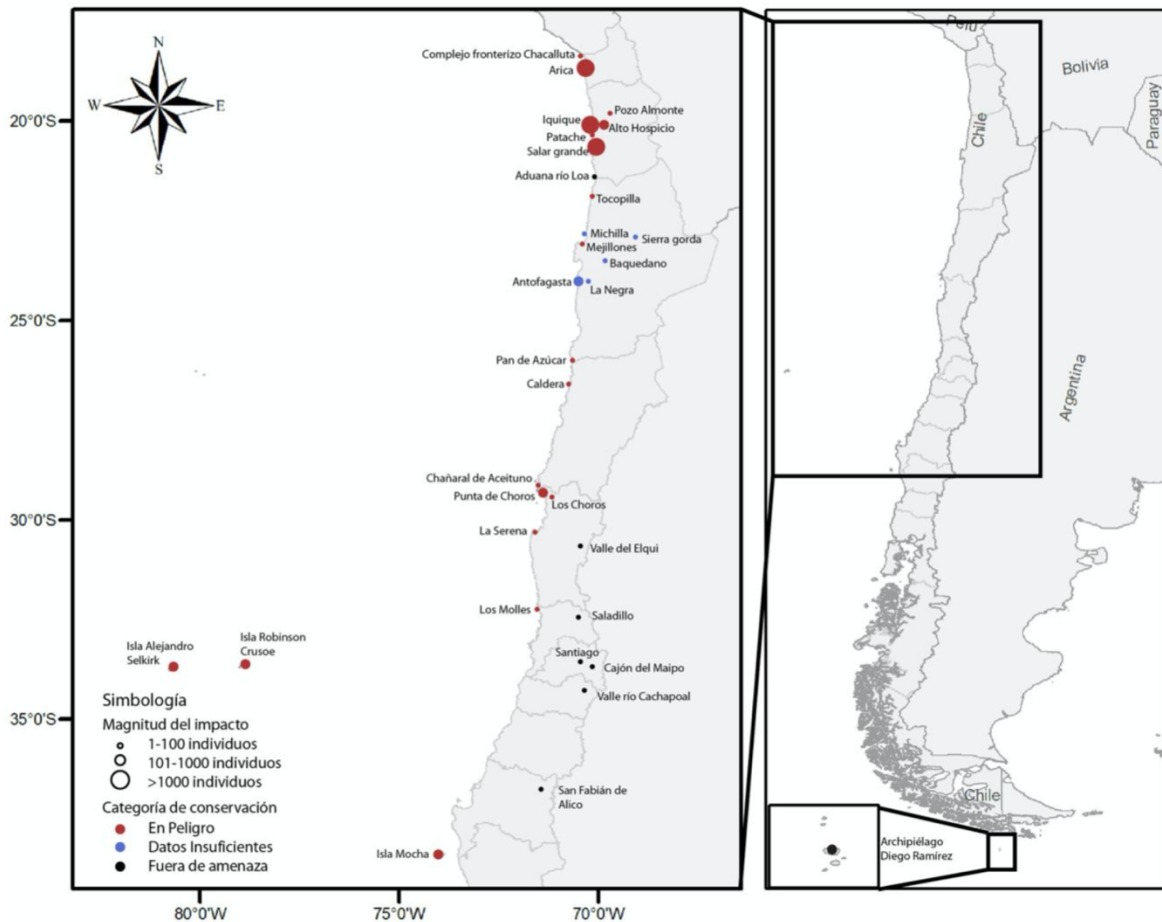 N
W
E
S
20°0'S
25°0'S
30°0'S
35°0'S
80°0'W
75°0'W
70°0'W
Complejo fronterizo Chacalluta
Arica
Pozo Almonte
Iquique
Alto Hospicio
Patache
Salar grande
Aduana río Loa
Tocopilla
Michilla
Sierra gorda
Mejillones
Baquedano
Antofagasta
La Negra
Pan de Azúcar
Caldera
Chañaral de Aceituno
Punta de Choros
Los Choros
La Serena
Valle del Elqui
Los Molles
Saladillo
Isla Alejandro
Selkirk
Isla Robinson
Crusoe
Santiago
Cajón del Maipo
Valle río Cachapoal
San Fabián de
Alico
Isla Mocha
Simbología
Magnitud del impacto
1-100 individuos
101-1000 individuos
>1000 individuos
Categoría de conservación
En Peligro
Datos Insuficientes
Fuera de amenaza
Perú
Bolivia
Paraguay
Chile
Argentina
Chile
Archipiélago
Diego Ramírez